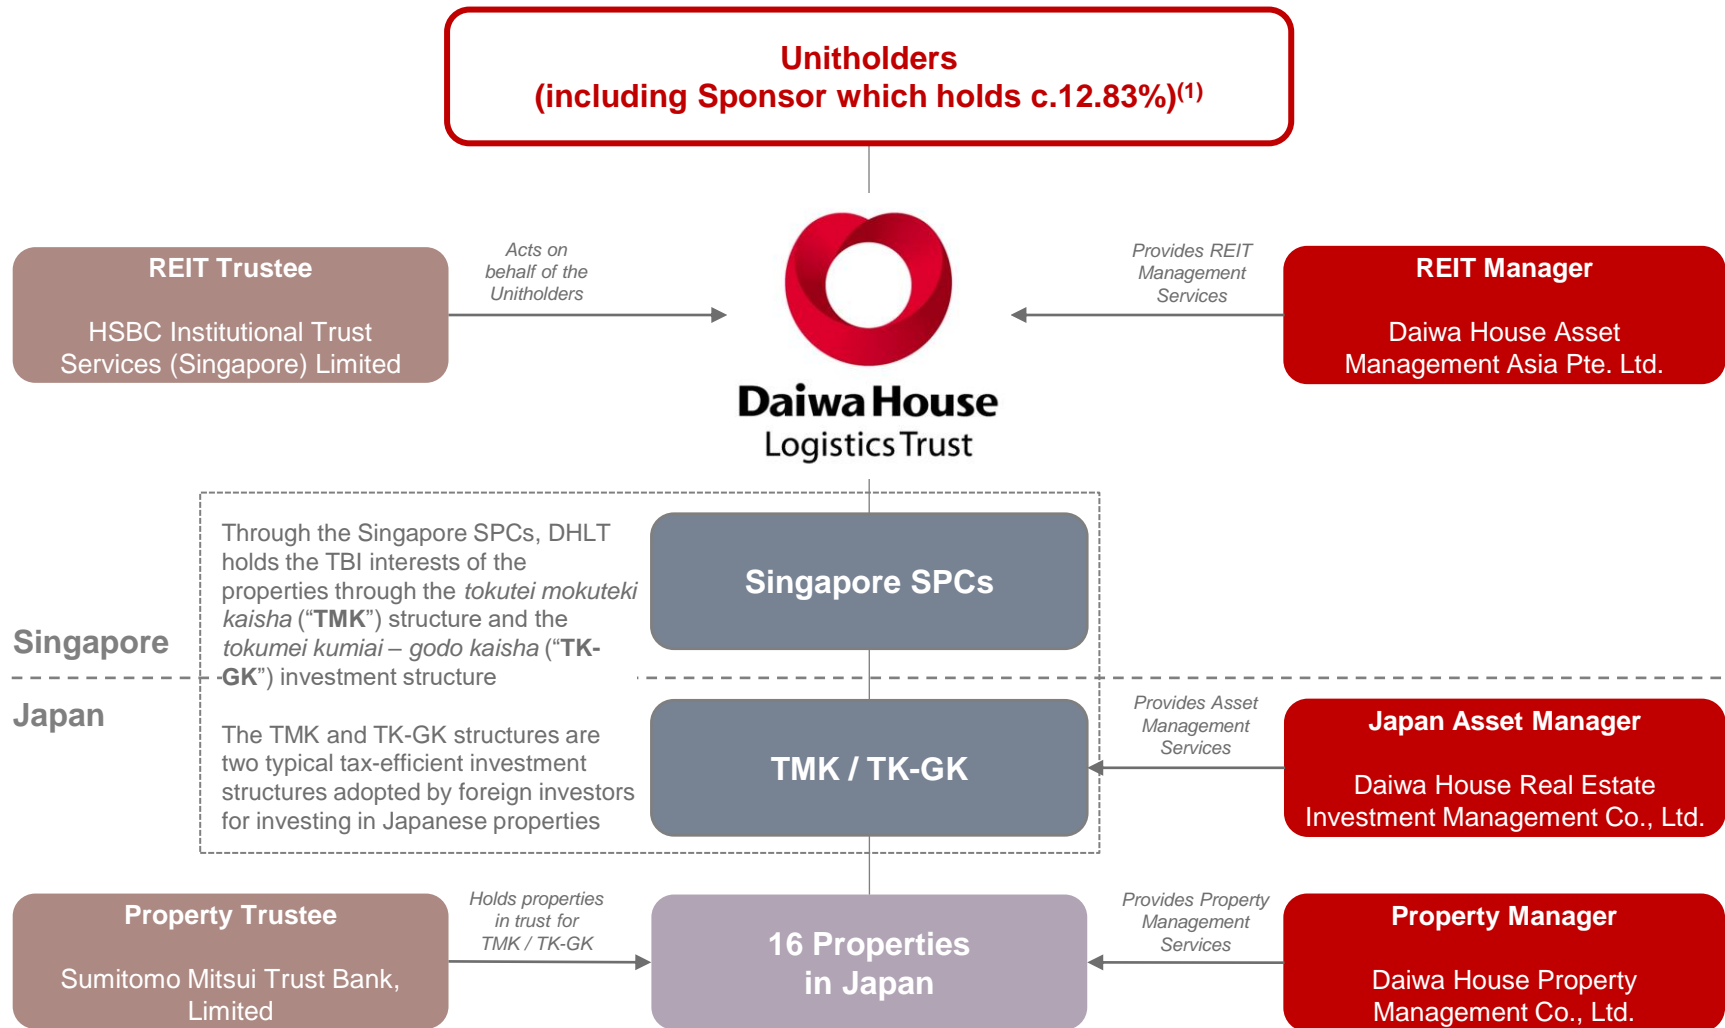 Unitholders
(including Sponsor which holds c.12.83%)(1)
REIT Trustee
HSBC Institutional Trust
Services (Singapore) Limited
Acts on
behalf of the
Unitholders
Daiwa House
Logistics Trust
Provides REIT
Management
Services
REIT Manager
Daiwa House Asset
Management Asia Pte. Ltd.
Through the Singapore SPCs, DHLT
holds the TBI interests of the
properties through the tokutei mokuteki
kaisha (“TMK”) structure and the
tokumei kumiai – godo kaisha (“TK-
GK”) investment structure
The TMK and TK-GK structures are
two typical tax-efficient investment
structures adopted by foreign investors
for investing in Japanese properties
Singapore SPCs
Singapore
Japan
TMK / TK-GK
Provides Asset
Management
Services
Japan Asset Manager
Daiwa House Real Estate
Investment Management Co., Ltd.
Property Trustee
Sumitomo Mitsui Trust Bank,
Limited
Holds properties
in trust for
TMK / TK-GK
16 Properties
in Japan
Provides Property
Management
Services
Property Manager
Daiwa House Property
Management Co., Ltd.